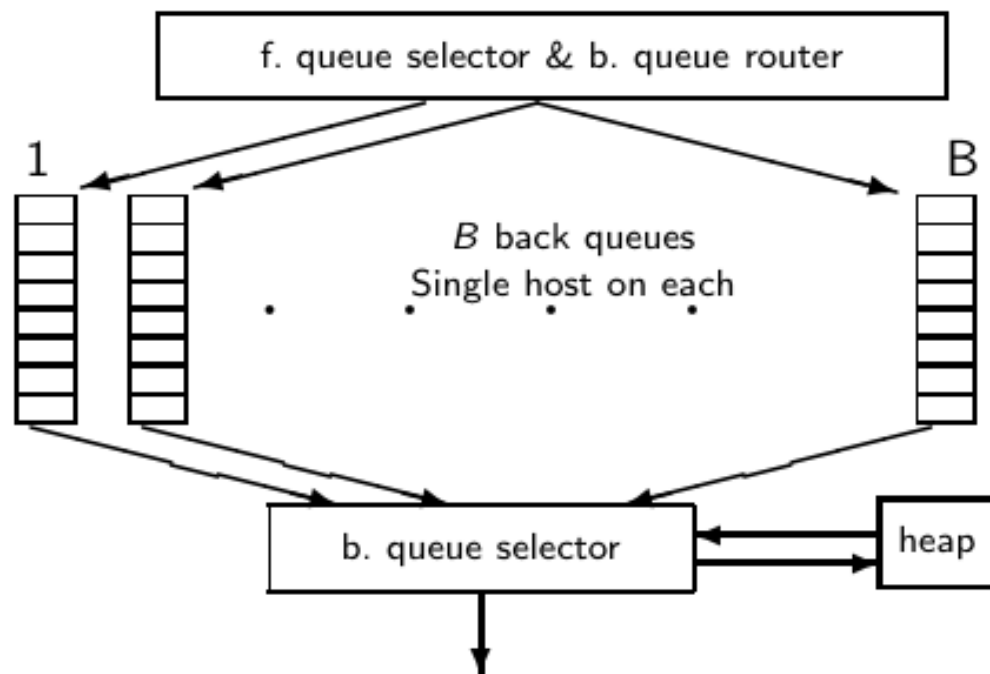 f. queue selector & b. queue router
1
B
B back queues
Single host on each
b. queue selector
heap